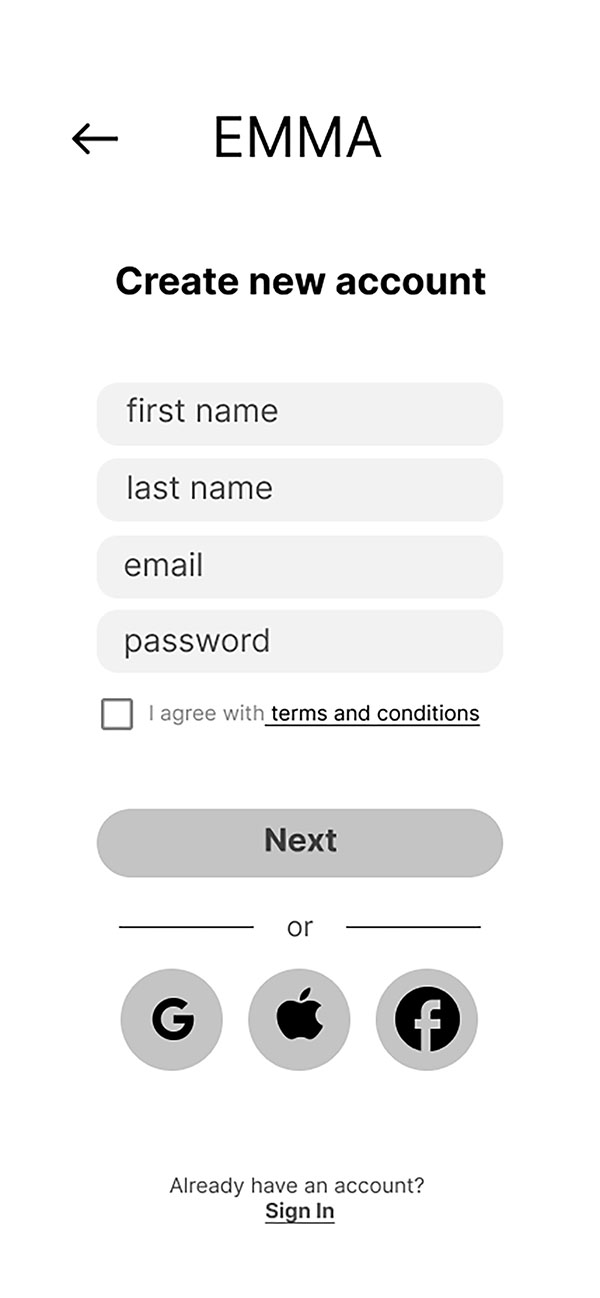 EMMA
Create new account
first name
last name
email
password
I agree with terms and conditions
Next
or
G
f
Already have an account?
Sign In